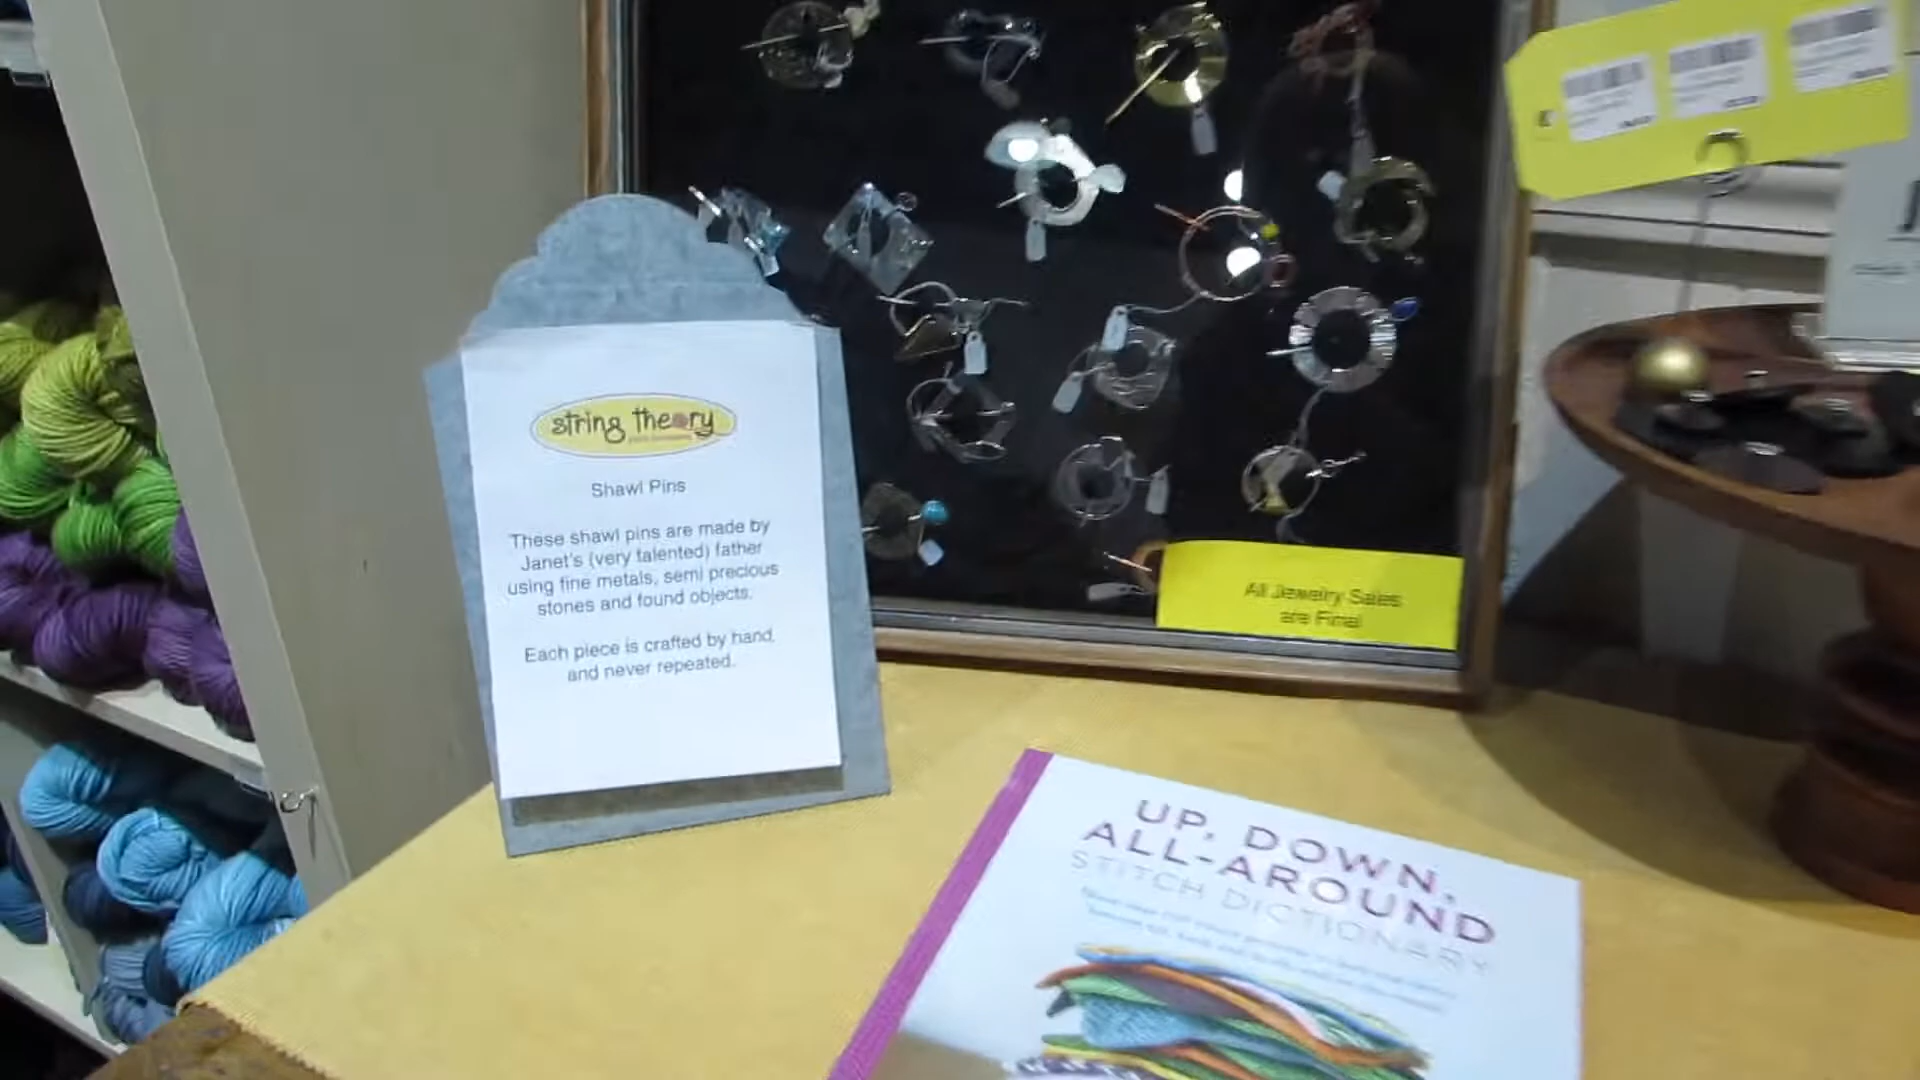 string theory
Shawl Pins
These shawl pins are made by
Janet's (very talented) father
using fine metals, semi precious
stones and found objects.
Each piece is crafted by hand,
and never repeated.
All Jewelry Sales
are Final
UP, DOWN,
ALL-AROUND
STITCH DICTIONARY